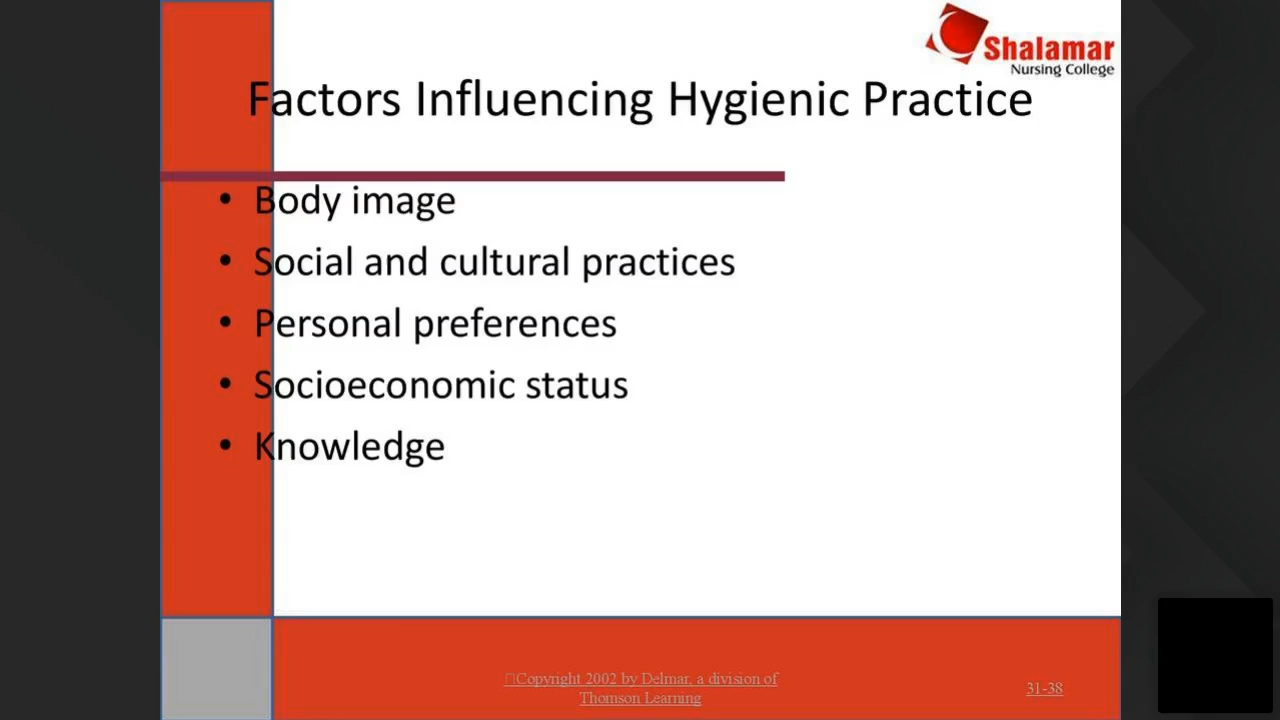 Shalamar
Nursing College
Factors Influencing Hygienic Practice
• Body image
• Social and cultural practices
• Personal preferences
• Socioeconomic status
• Knowledge
Copyright 2002 by Delmar, a division of
Thomson Learning
31-38